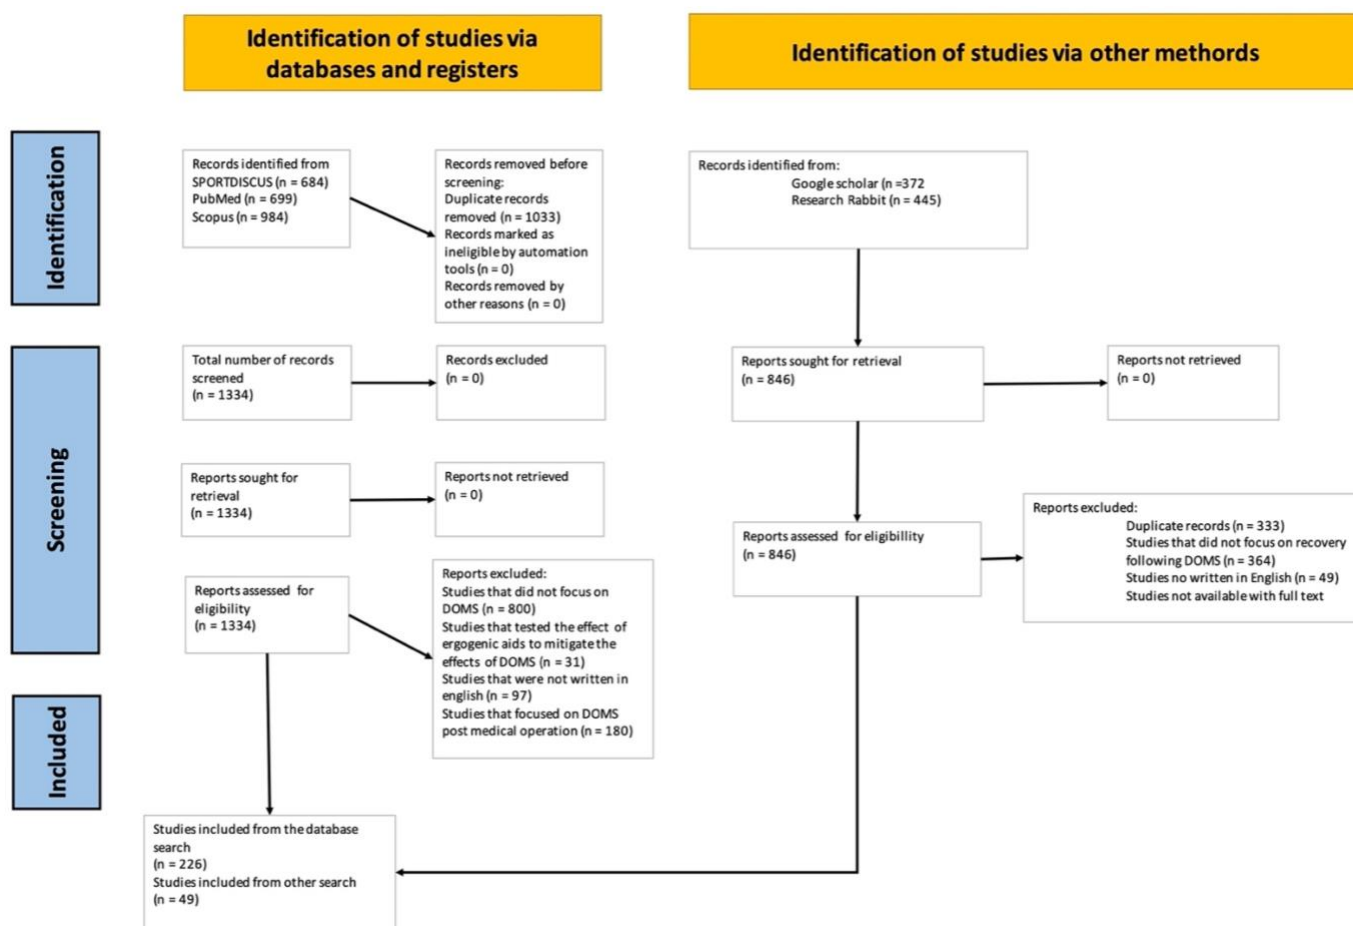 Identification of studies via
databases and registers
Identification of studies via other methords
Identification
Records identified from
SPORTDISCUS (n = 684)
PubMed (n = 699)
Scopus (n = 984)
Records removed before
screening:
Duplicate records
removed (n = 1033)
Records marked as
ineligible by automation
tools (n = 0)
Records removed by
other reasons (n = 0)
Records identified from:
Google scholar (n =372
Research Rabbit (n = 445)
Screening
Total number of records
screened
(n = 1334)
Records excluded
(n = 0)
Reports sought for retrieval
(n = 846)
Reports not retrieved
(n = 0)
Reports sought for
retrieval
(n = 1334)
Reports not retrieved
(n = 0)
Reports assessed for eligibillity
(n = 846)
Reports excluded:
Duplicate records (n = 333)
Studies that did not focus on recovery
following DOMS (n = 364)
Studies no written in English (n = 49)
Studies not available with full text
Reports assessed for
eligibility
(n = 1334)
Reports excluded:
Studies that did not focus on
DOMS (n = 800)
Studies that tested the effect of
ergogenic aids to mitigate the
effects of DOMS (n = 31)
Studies that were not written in
english (n = 97)
Studies that focused on DOMS
post medical operation (n = 180)
Included
Studies included from the database
search
(n = 226)
Studies included from other search
(n = 49)